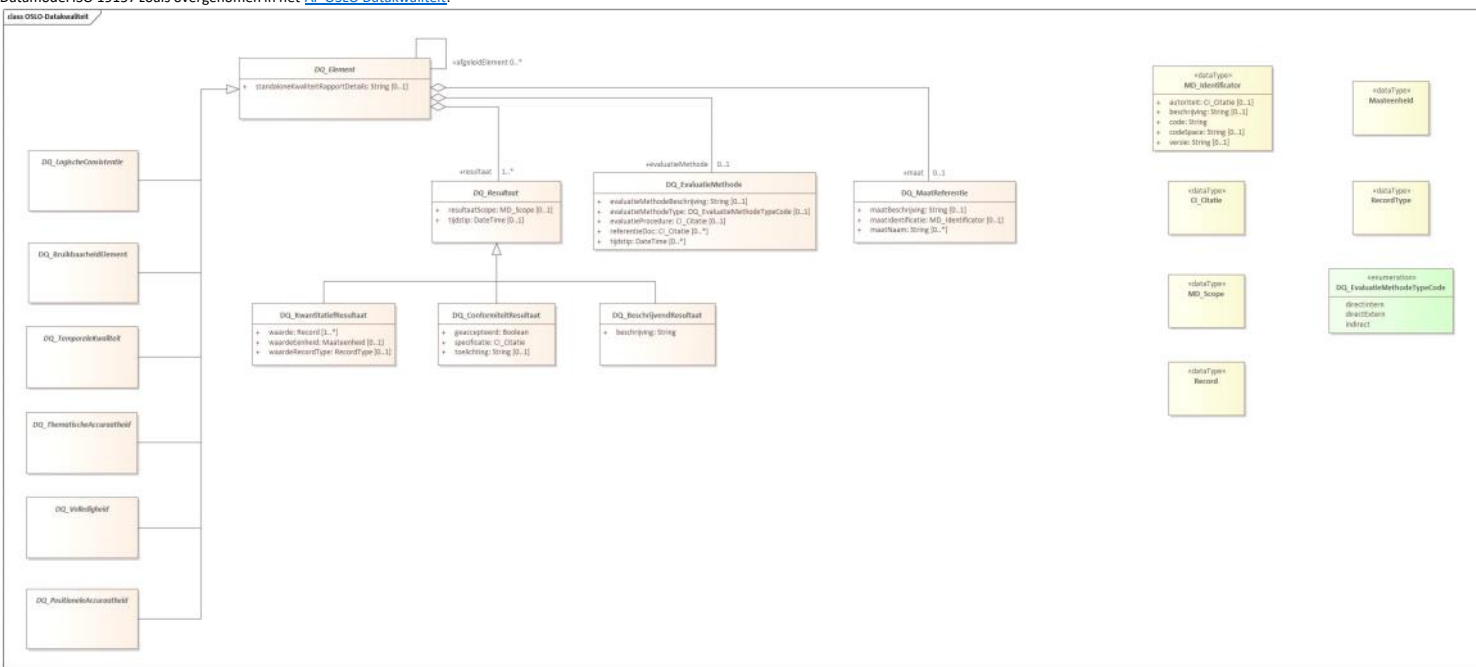 Datamodel ISO 19157 zoals overgenomen in het AP OSLO-Datakwaliteit.
class OSLO-Datakwaliteit
DQ_Element
+ standaloneKwaliteitRapportDetails: String [0..1]
+afgeleidElement 0..*
DQ_LogischeConsistentie
DQ_BruikbaarheidElement
DQ_TemporeleKwaliteit
DQ_ThematischeAccuraatheid
DQ_Volledigheid
DQ_PositioneleAccuraatheid
+resultaat 1..*
DQ_Resultaat
+ resultaatScope: MD_Scope [0..1]
+ tijdstip: DateTime [0..1]
+evaluatieMethode 0..1
DQ_EvaluatieMethode
+ evaluatieMethodeBeschrijving: String [0..1]
+ evaluatieMethodeType: DQ_EvaluatieMethodeTypeCode [0..1]
+ evaluatieProcedure: CI_Citatie [0..1]
+ referentieDoc: CI_Citatie [0..*]
+ tijdstip: DateTime [0..*]
+maat 0..1
DQ_MaatReferentie
+ maatBeschrijving: String [0..1]
+ maatIdentificatie: MD_Identificator [0..1]
+ maatNaam: String [0..*]
DQ_KwantitatiefResultaat
+ waarde: Record [1..*]
+ waardeEenheid: Maateenheid [0..1]
+ waardeRecordType: RecordType [0..1]
DQ_ConformiteitResultaat
+ geaccepteerd: Boolean
+ specificatie: CI_Citatie
+ toelichting: String [0..1]
DQ_BeschrijvendResultaat
+ beschrijving: String
«dataType»
MD_Identificator
+ autoriteit: CI_Citatie [0..1]
+ beschrijving: String [0..1]
+ code: String
+ codeSpace: String [0..1]
+ versie: String [0..1]
«dataType»
Maateenheid
«dataType»
CI_Citatie
«dataType»
RecordType
«dataType»
MD_Scope
«enumeration»
DQ_EvaluatieMethodeTypeCode
directIntern
directExtern
indirect
«dataType»
Record